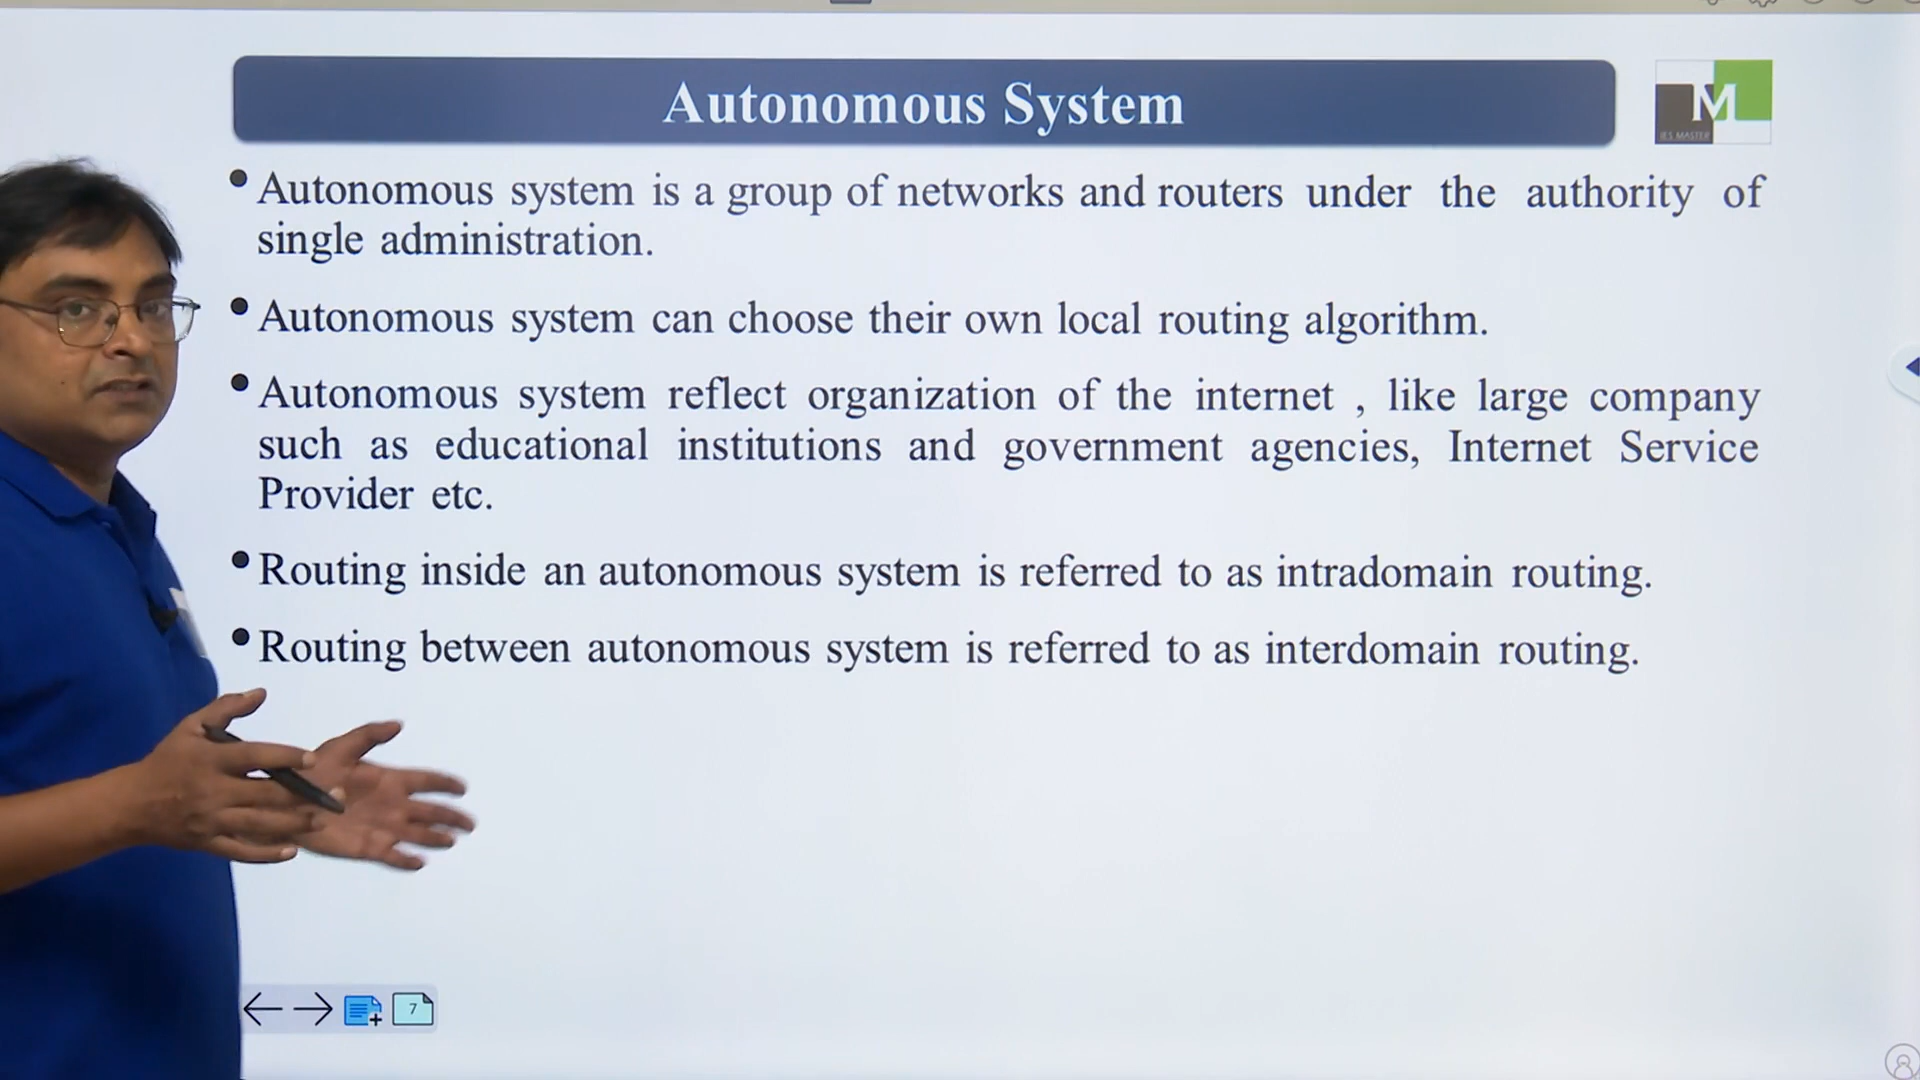 Autonomous System
M
IES MASTER
• Autonomous system is a group of networks and routers under the authority of
single administration.
• Autonomous system can choose their own local routing algorithm.
• Autonomous system reflect organization of the internet , like large company
such as educational institutions and government agencies, Internet Service
Provider etc.
• Routing inside an autonomous system is referred to as intradomain routing.
• Routing between autonomous system is referred to as interdomain routing.
7